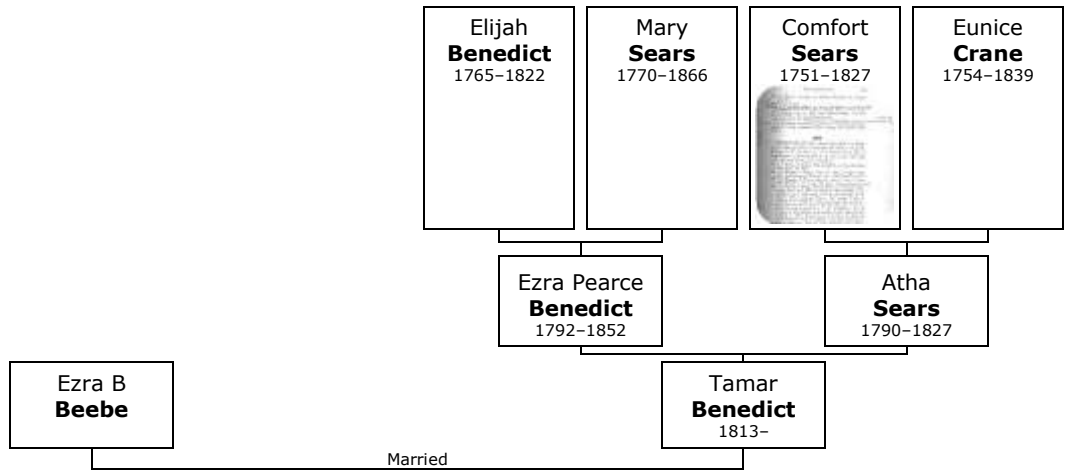 Elijah
Benedict
1765–1822
Mary
Sears
1770–1866
Comfort
Sears
1751–1827
Eunice
Crane
1754–1839
Ezra Pearce
Benedict
1792–1852
Atha
Sears
1790–1827
Ezra B
Beebe
Tamar
Benedict
1813–
Married